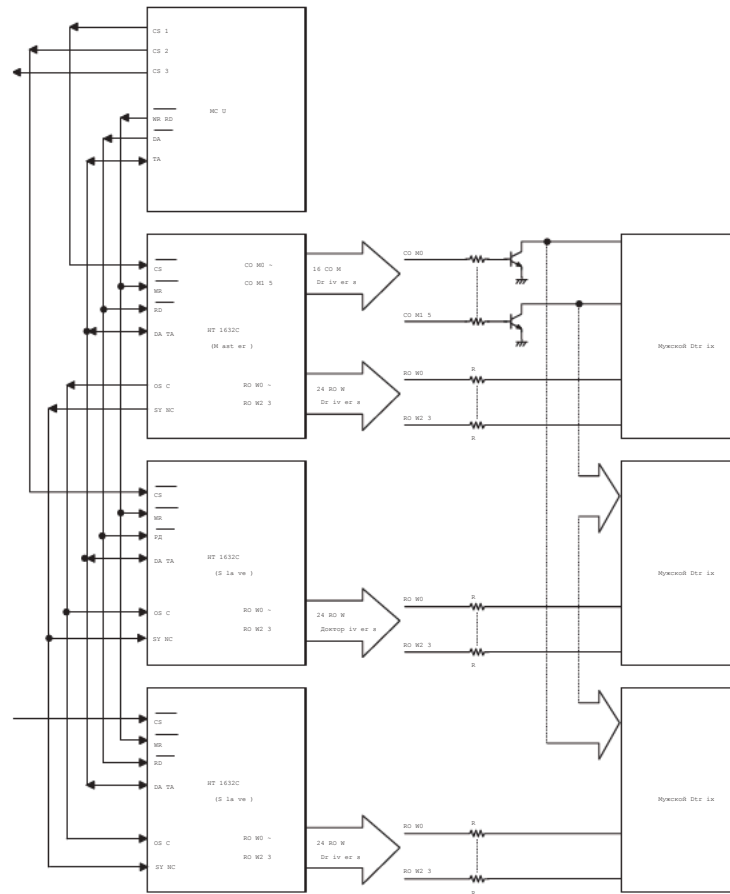 CS 1
CS 2
CS 3
MC U
WR RD
DA
TA
CS
WR
RD
DA TA
OS C
SY NC
CO M0 ~
CO M1 5
HT 1632C
(M ast er )
RO W0 ~
RO W2 3
16 CO M
Dr iv er s
24 RO W
Dr iv er s
CO M0
CO M1 5
RO W0
R
RO W2 3
R
Мужской Dtr ix
CS
WR
РД
DA TA
OS C
SY NC
HT 1632C
(S la ve )
RO W0 ~
RO W2 3
24 RO W
Доктор iv er s
RO W0
R
RO W2 3
R
Мужской Dtr ix
CS
WR
RD
DA TA
OS C
SY NC
HT 1632C
(S la ve )
RO W0 ~
RO W2 3
24 RO W
Dr iv er s
RO W0
R
RO W2 3
R
Мужской Dtr ix